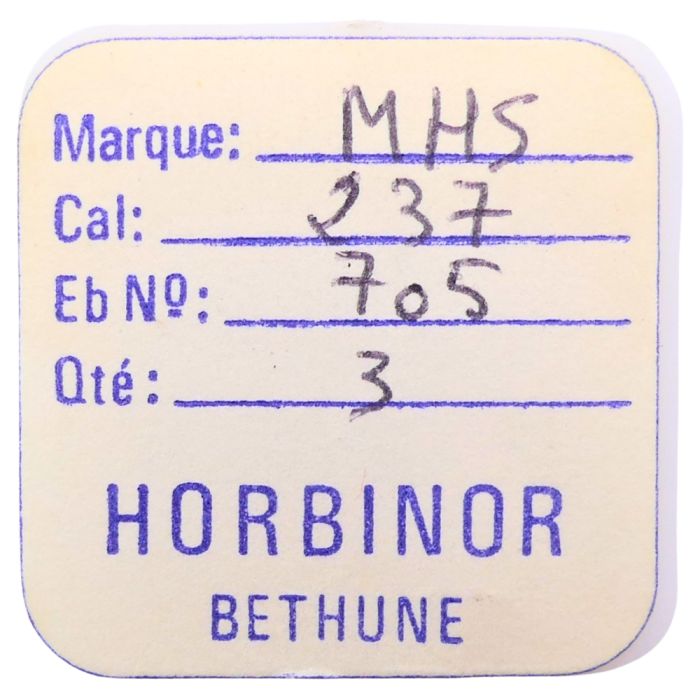 Marque: MHS
Cal: 237
Eb Nº: 705
Qté: 3
HORBINOR
BETHUNE